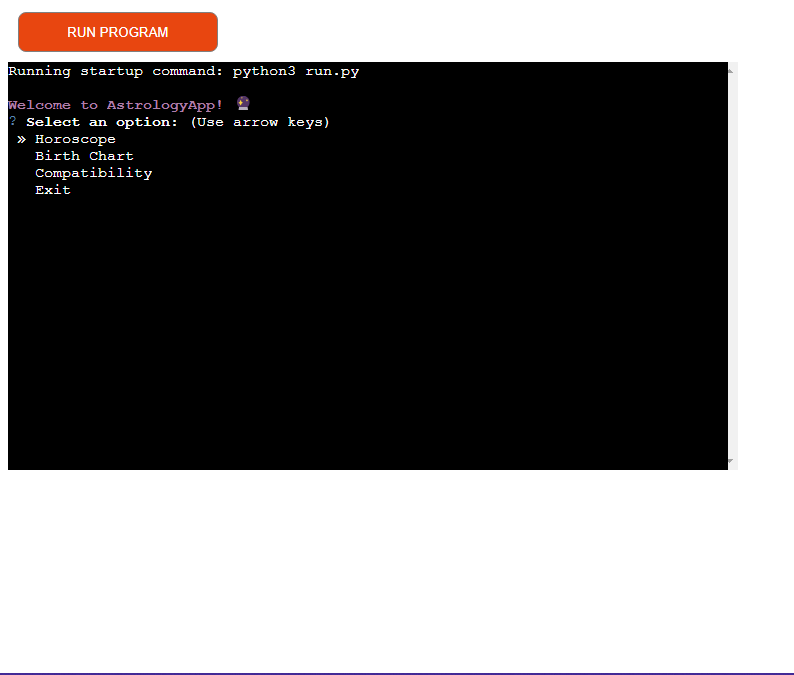 RUN PROGRAM
Running startup command: python3 run.py
Welcome to AstrologyApp! 🔮
? Select an option: (Use arrow keys)
» Horoscope
Birth Chart
Compatibility
Exit